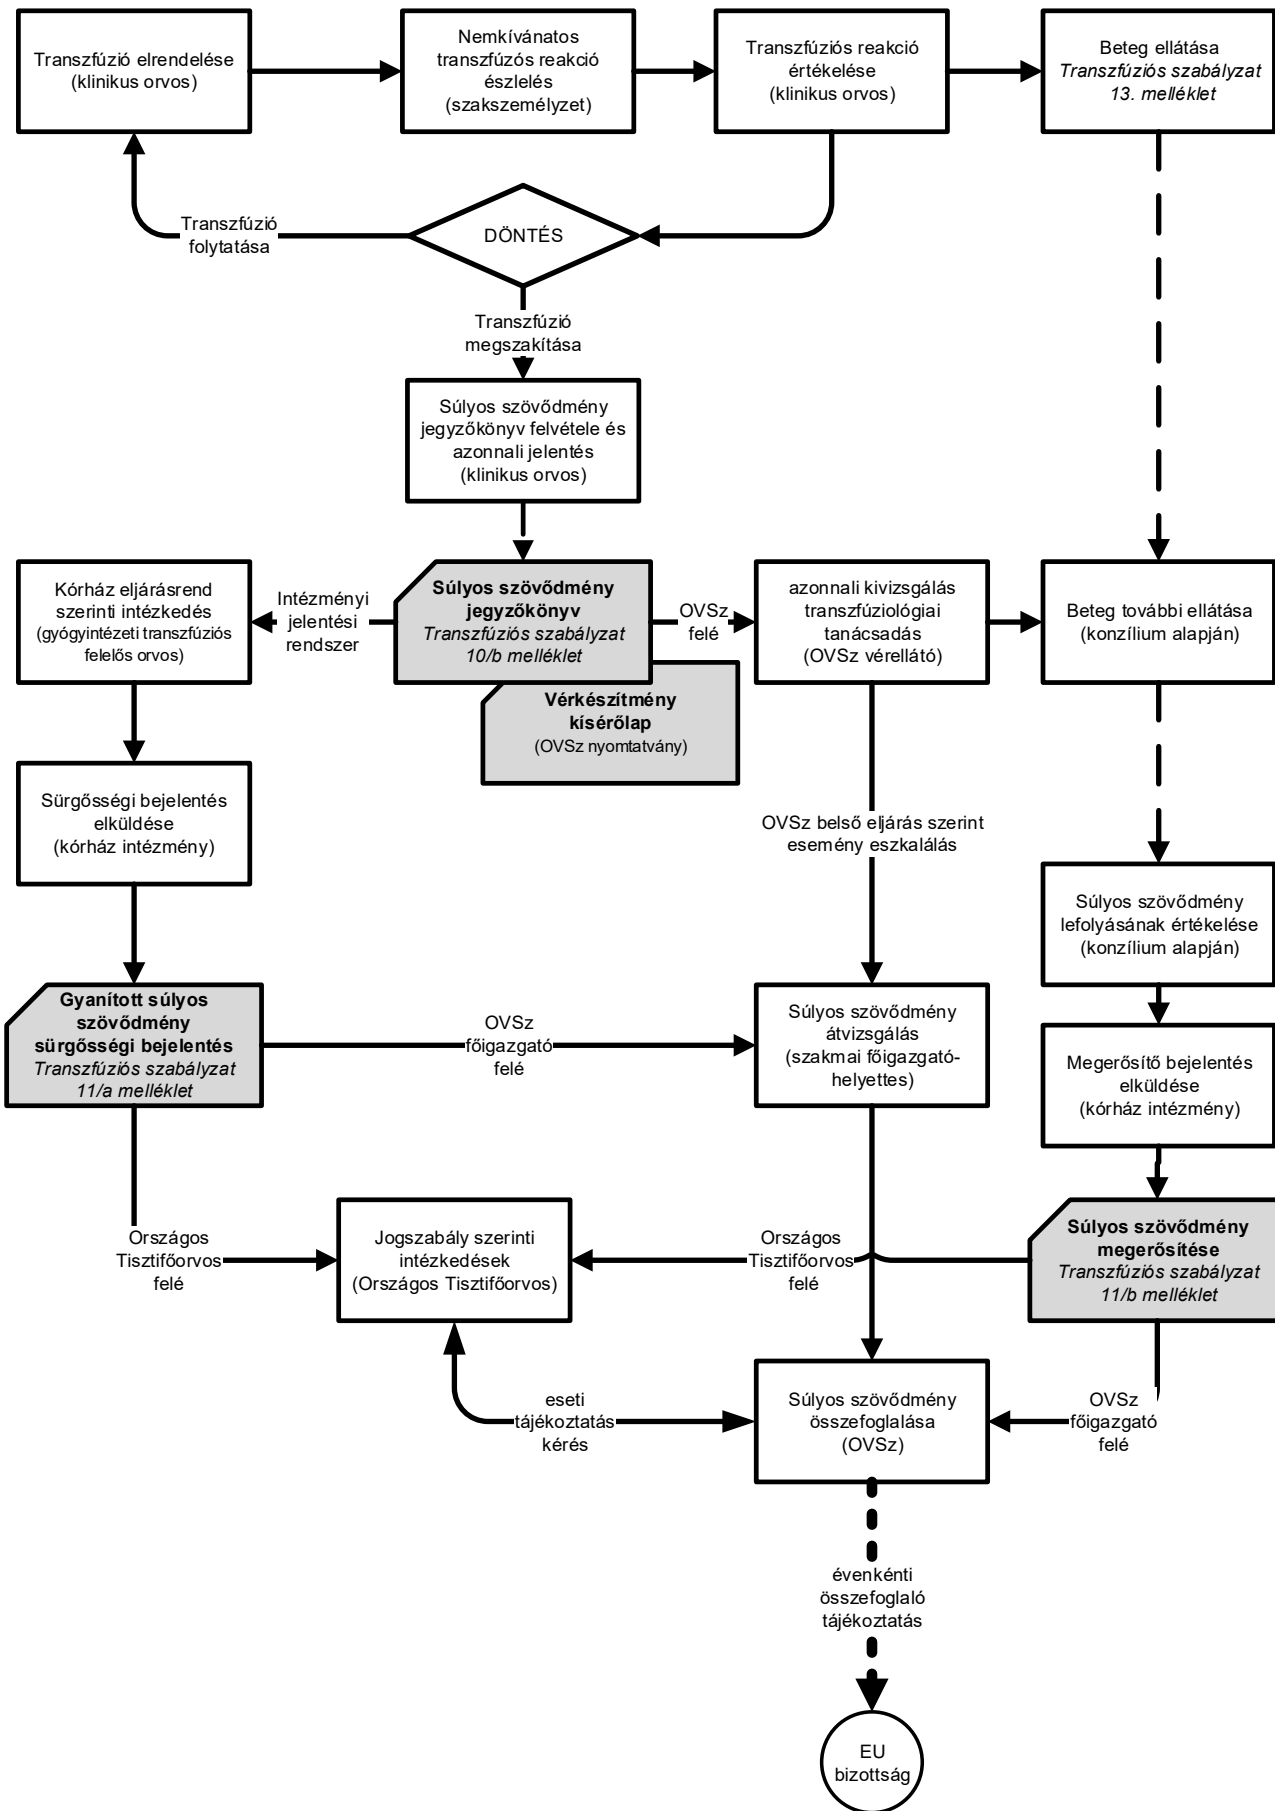 Transzfúzió elrendelése
(klinikus orvos)
Nemkívánatos
transzfúzós reakció
észlelés
(szakszemélyzet)
Transzfúziós reakció
értékelése
(klinikus orvos)
Beteg ellátása
Transzfúziós szabályzat
13. melléklet
Transzfúzió
folytatása
DÖNTÉS
Transzfúzió
megszakítása
Súlyos szövődmény
jegyzőkönyv felvétele és
azonnali jelentés
(klinikus orvos)
Kórház eljárásrend
szerinti intézkedés
(gyógyintézeti transzfúziós
felelős orvos)
Intézményi
jelentési
rendszer
Súlyos szövődmény
jegyzőkönyv
Transzfúziós szabályzat
10/b melléklet
OVSz
felé
azonnali kivizsgálás
transzfúziológiai
tanácsadás
(OVSz vérellátó)
Beteg további ellátása
(konzílium alapján)
Vérkészítmény
kísérőlap
(OVSz nyomtatvány)
Sürgősségi bejelentés
elküldése
(kórház intézmény)
OVSz belső eljárás szerint
esemény eszkalálás
Súlyos szövődmény
lefolyásának értékelése
(konzílium alapján)
Gyanított súlyos
szövődmény
sürgősségi bejelentés
Transzfúziós szabályzat
11/a melléklet
OVSz
főigazgató
felé
Súlyos szövődmény
átvizsgálás
(szakmai főigazgató-
helyettes)
Megerősítő bejelentés
elküldése
(kórház intézmény)
Országos
Tisztifőorvos
felé
Jogszabály szerinti
intézkedések
(Országos Tisztifőorvos)
Országos
Tisztifőorvos
felé
Súlyos szövődmény
megerősítése
Transzfúziós szabályzat
11/b melléklet
eseti
tájékoztatás
kérés
Súlyos szövődmény
összefoglalása
(OVSz)
OVSz
főigazgató
felé
évenkénti
összefoglaló
tájékoztatás
EU
bizottság